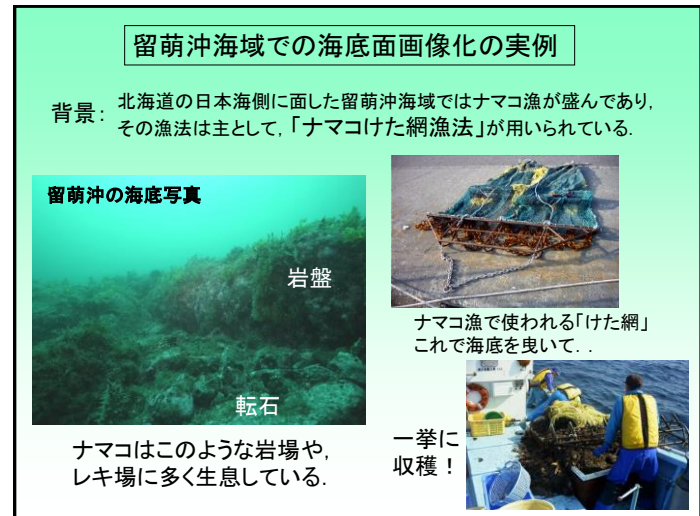 留萌沖海域での海底面画像化の実例
背景：
北海道の日本海側に面した留萌沖海域ではナマコ漁が盛んであり，
その漁法は主として，「ナマコけた網漁法」が用いられている．
留萌沖の海底写真
岩盤
転石
ナマコ漁で使われる「けた網」
これで海底を曳いて．．
ナマコはこのような岩場や，
レキ場に多く生息している．
一挙に
収穫！